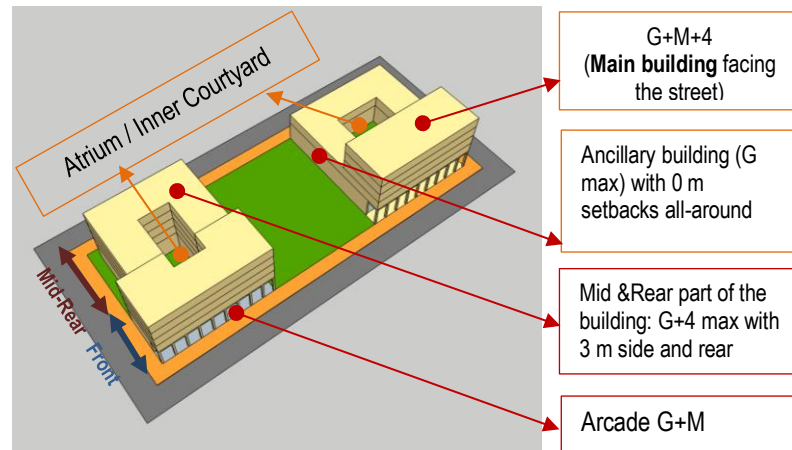 Atrium / Inner Courtyard
Mid-Rear
Front
G+M+4
(Main building facing
the street)
Ancillary building (G
max) with 0 m
setbacks all-around
Mid &Rear part of the
building: G+4 max with
3 m side and rear
Arcade G+M